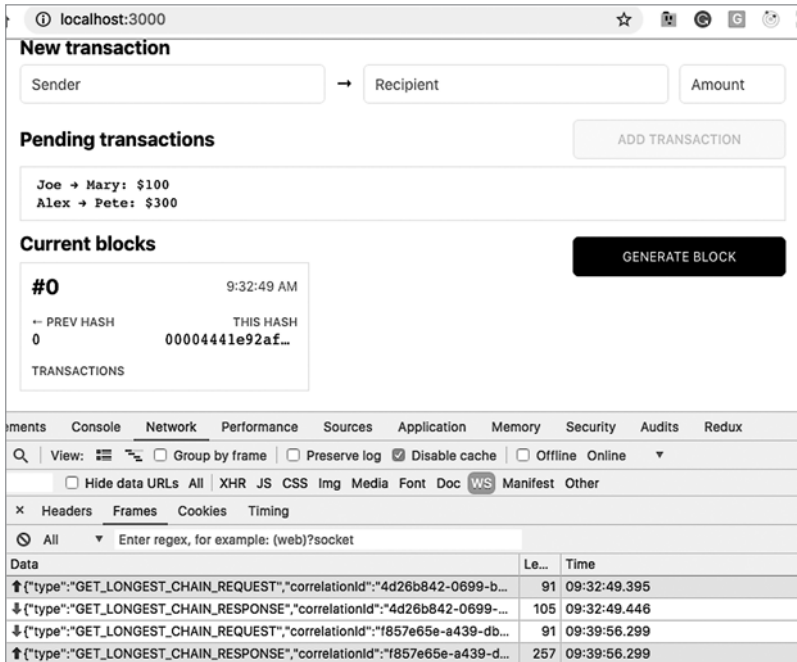 localhost:3000
New transaction
Sender → Recipient Amount
Pending transactions ADD TRANSACTION
Joe → Mary: $100
Alex → Pete: $300
Current blocks GENERATE BLOCK
#0 9:32:49 AM
← PREV HASH THIS HASH
0 00004441e92af…
TRANSACTIONS
ements Console Network Performance Sources Application Memory Security Audits Redux
View: Group by frame Preserve log Disable cache Offline Online ▼
Hide data URLs All XHR JS CSS Img Media Font Doc WS Manifest Other
× Headers Frames Cookies Timing
All ▼ Enter regex, for example: (web)?socket
Data Le… Time
⬆{"type":"GET_LONGEST_CHAIN_REQUEST","correlationId":"4d26b842-0699-b… 91 09:32:49.395
⬇{"type":"GET_LONGEST_CHAIN_RESPONSE","correlationId":"4d26b842-0699-… 105 09:32:49.446
⬇{"type":"GET_LONGEST_CHAIN_REQUEST","correlationId":"f857e65e-a439-db… 91 09:39:56.299
⬆{"type":"GET_LONGEST_CHAIN_RESPONSE","correlationId":"f857e65e-a439-d… 257 09:39:56.299